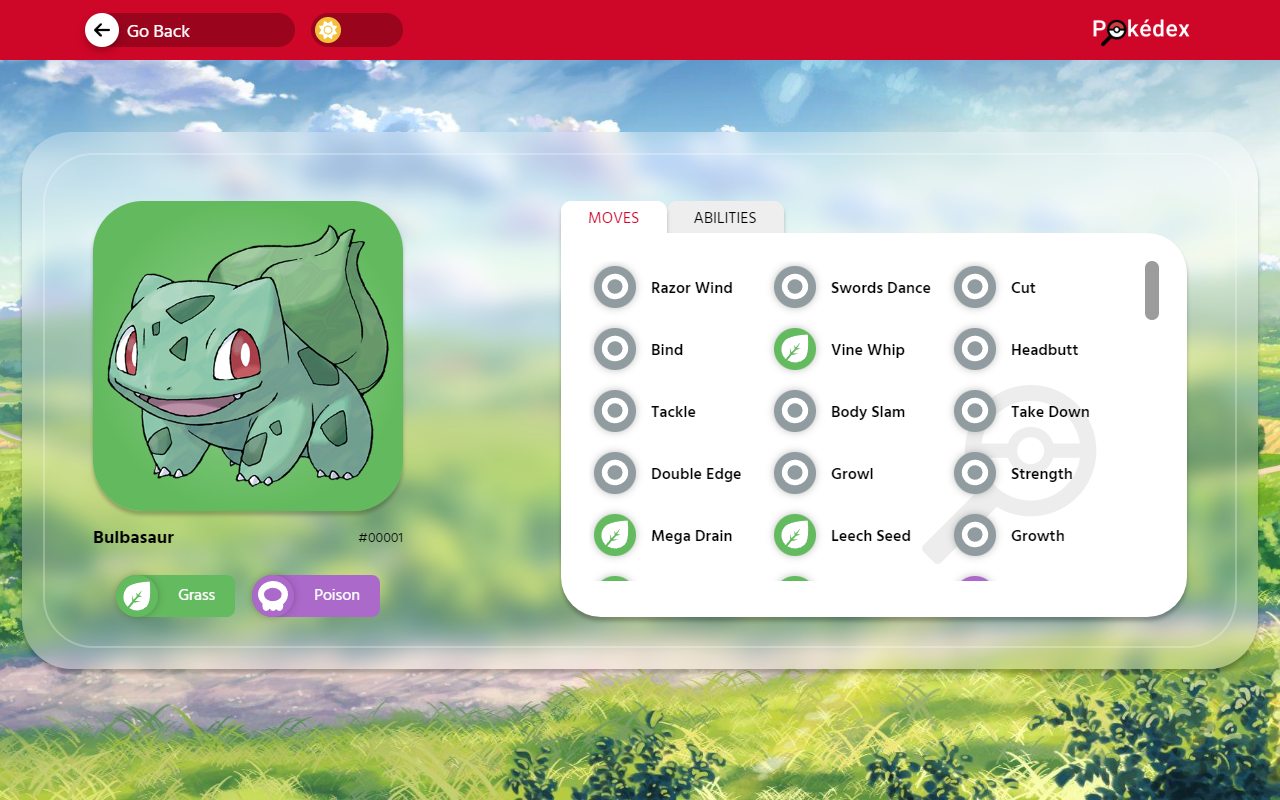 Go Back
Pokédex
MOVES ABILITIES
Razor Wind Swords Dance Cut
Bind Vine Whip Headbutt
Tackle Body Slam Take Down
Double Edge Growl Strength
Mega Drain Leech Seed Growth
Bulbasaur #00001
Grass Poison